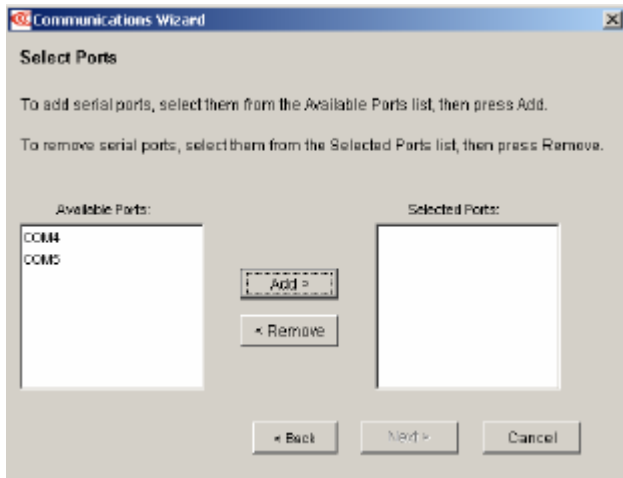 Communications Wizard
Select Ports
To add serial ports, select them from the Available Ports list, then press Add.
To remove serial ports, select them from the Selected Ports list, then press Remove.
Available Ports:
Selected Ports:
COM4
COM5
Add >
< Remove
< Back
Next >
Cancel